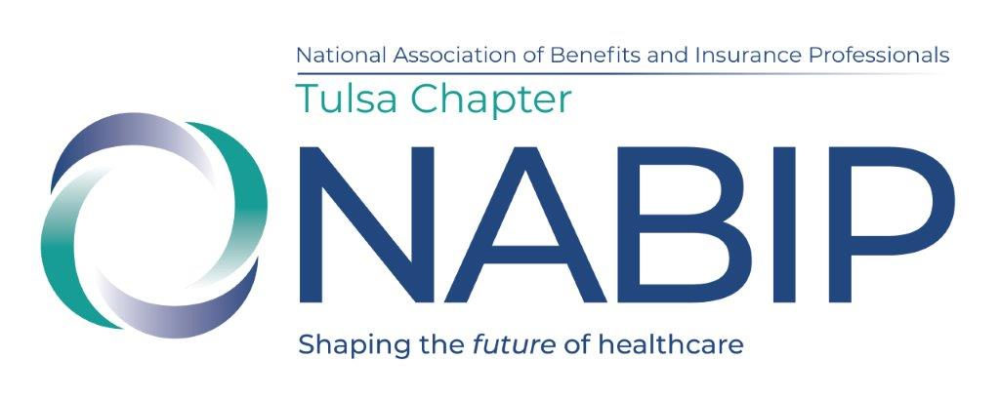 National Association of Benefits and Insurance Professionals
Tulsa Chapter
NABIP
Shaping the future of healthcare